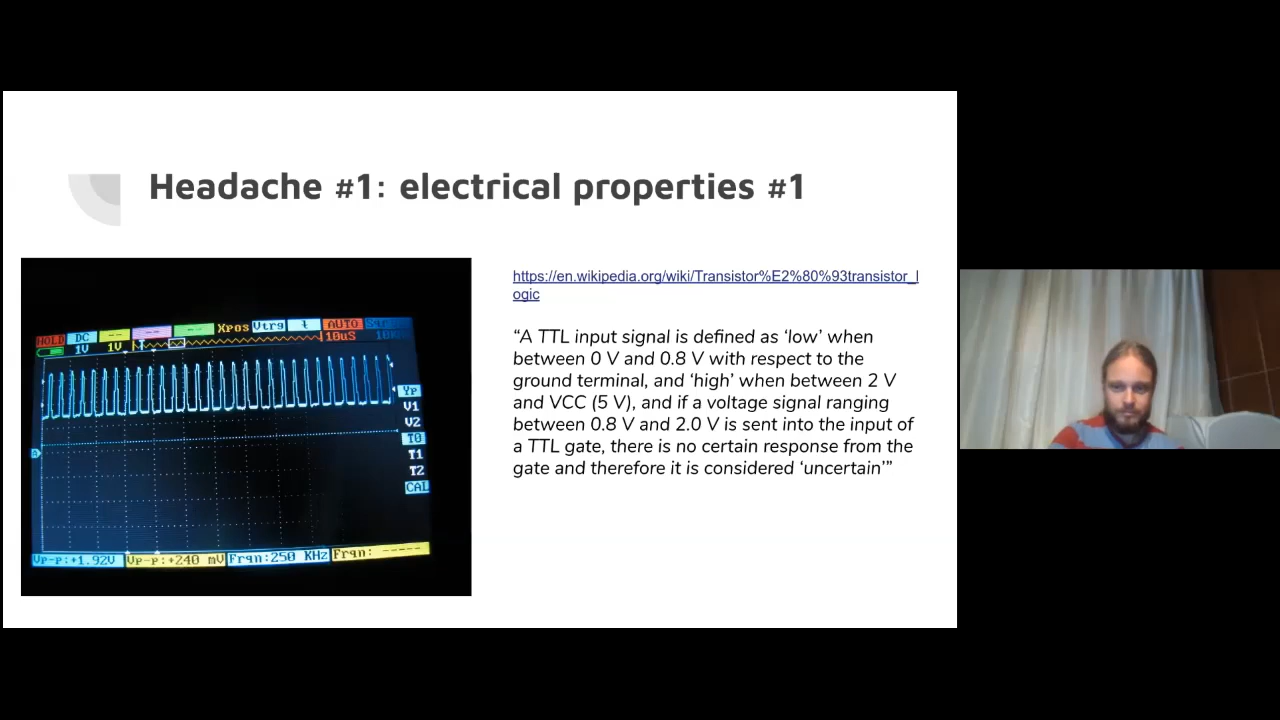 Headache #1: electrical properties #1
https://en.wikipedia.org/wiki/Transistor%E2%80%93transistor_l
ogic
“A TTL input signal is defined as ‘low’ when
between 0 V and 0.8 V with respect to the
ground terminal, and ‘high’ when between 2 V
and VCC (5 V), and if a voltage signal ranging
between 0.8 V and 2.0 V is sent into the input of
a TTL gate, there is no certain response from the
gate and therefore it is considered ‘uncertain’”
HOLD DC -- --- --- Xpos Vtrg AUTO
1V 1V 10uS
Yp
V1
V2
T0
T1
T2
CAL
Vp-p:+1.92V Vp-p:+240 mV Frqn:250 KHz Frqn: -----